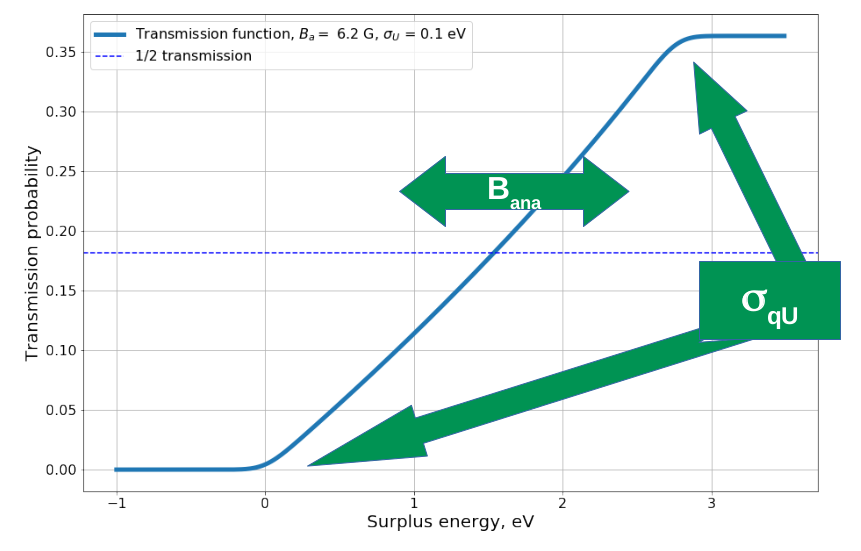 Transmission function, Bₐ = 6.2 G, σ_U = 0.1 eV
1/2 transmission
Transmission probability
0.35
0.30
0.25
0.20
0.15
0.10
0.05
0.00
B_ana
σ_qU
−1
0
1
2
3
Surplus energy, eV